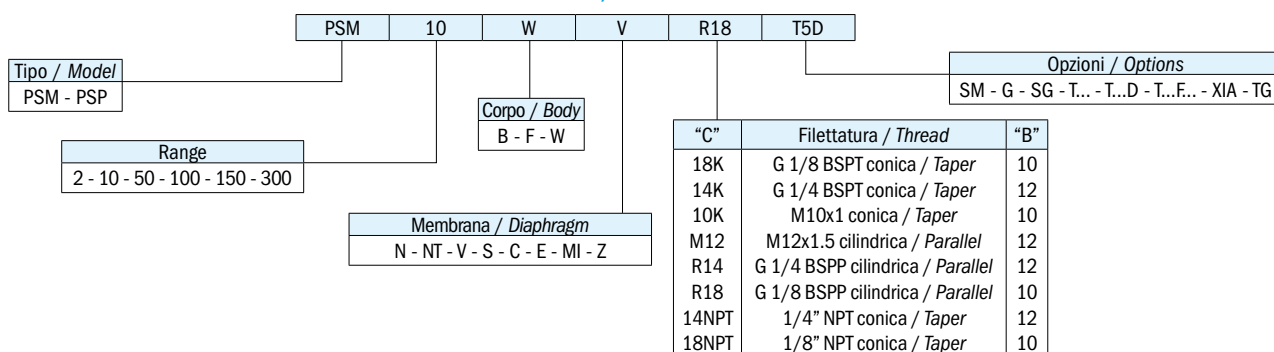 PSM 10 W V R18 T5D
Tipo / Model
PSM - PSP
Opzioni / Options
SM - G - SG - T... - T...D - T...F... - XIA - TG
Corpo / Body
B - F - W
Range
2 - 10 - 50 - 100 - 150 - 300
Membrana / Diaphragm
N - NT - V - S - C - E - MI - Z
“C” Filettatura / Thread “B”
18K G 1/8 BSPT conica / Taper 10
14K G 1/4 BSPT conica / Taper 12
10K M10x1 conica / Taper 10
M12 M12x1.5 cilindrica / Parallel 12
R14 G 1/4 BSPP cilindrica / Parallel 12
R18 G 1/8 BSPP cilindrica / Parallel 10
14NPT 1/4” NPT conica / Taper 12
18NPT 1/8” NPT conica / Taper 10